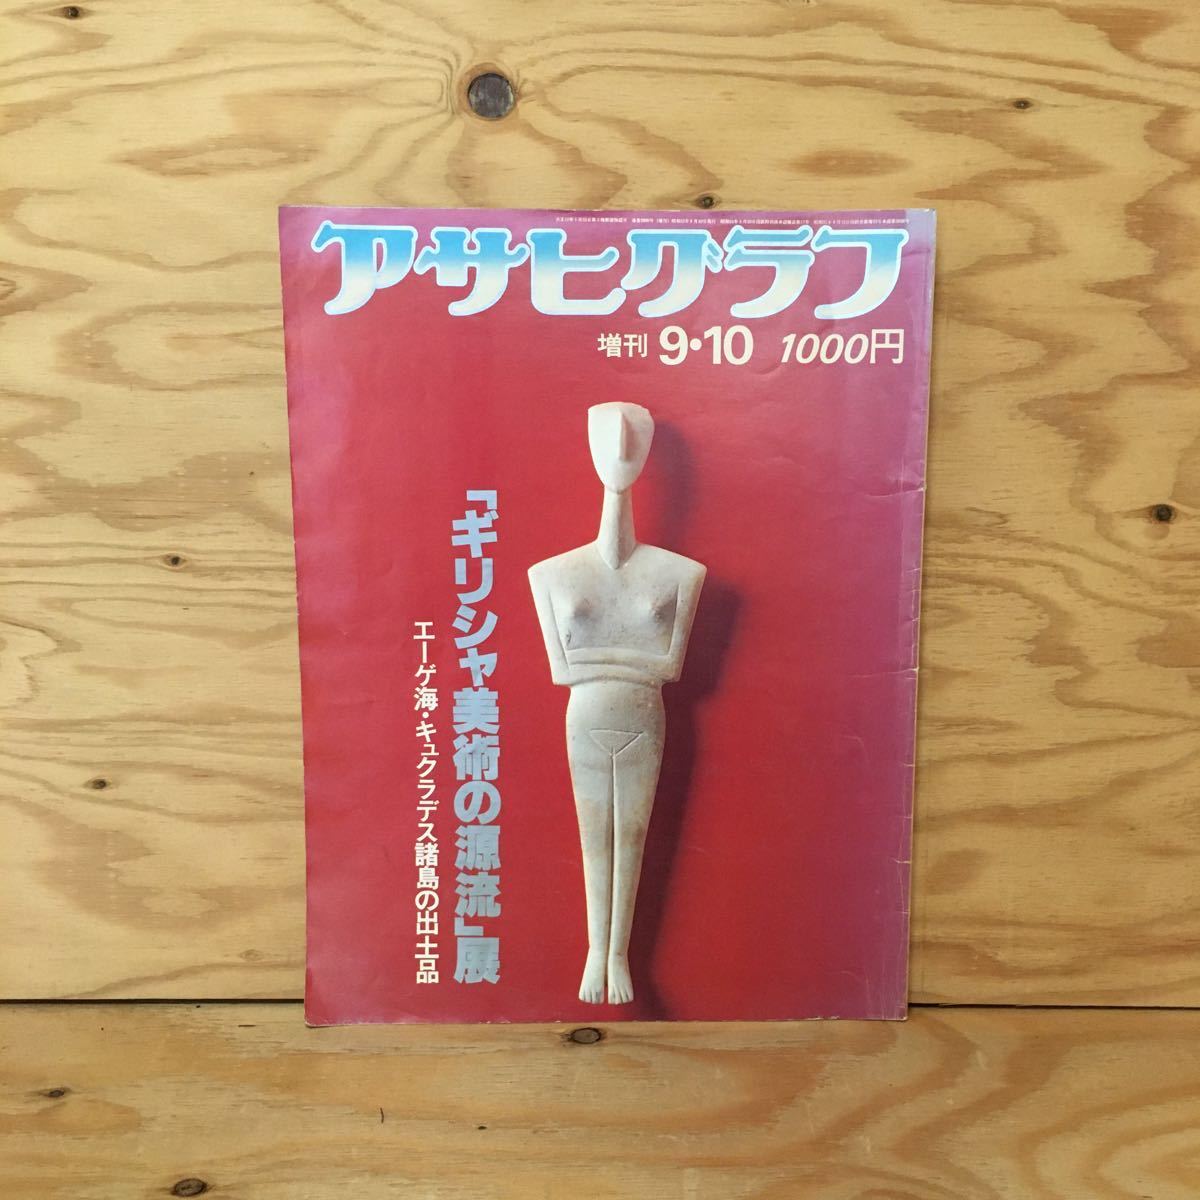 アサヒグラフ
増刊 9・10 1000円
「ギリシャ美術の源流」展
エーゲ海・キュクラデス諸島の出土品